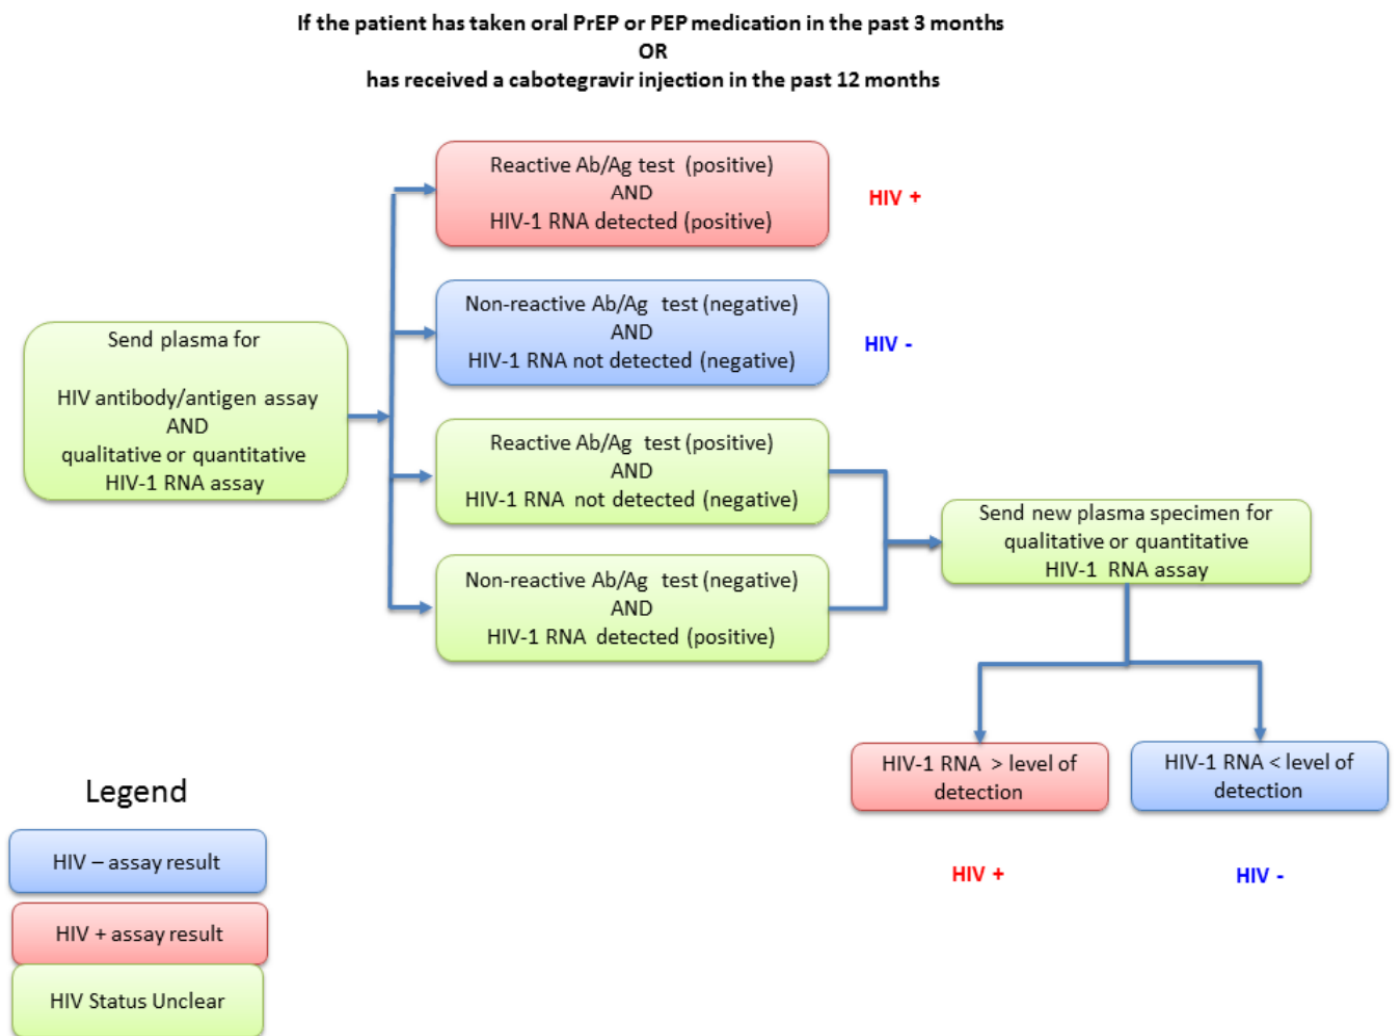 If the patient has taken oral PrEP or PEP medication in the past 3 months
OR
has received a cabotegravir injection in the past 12 months
Send plasma for
HIV antibody/antigen assay
AND
qualitative or quantitative
HIV-1 RNA assay
Reactive Ab/Ag test (positive)
AND
HIV-1 RNA detected (positive)
HIV +
Non-reactive Ab/Ag test (negative)
AND
HIV-1 RNA not detected (negative)
HIV -
Reactive Ab/Ag test (positive)
AND
HIV-1 RNA not detected (negative)
Non-reactive Ab/Ag test (negative)
AND
HIV-1 RNA detected (positive)
Send new plasma specimen for
qualitative or quantitative
HIV-1 RNA assay
HIV-1 RNA > level of
detection
HIV +
HIV-1 RNA < level of
detection
HIV -
Legend
HIV – assay result
HIV + assay result
HIV Status Unclear